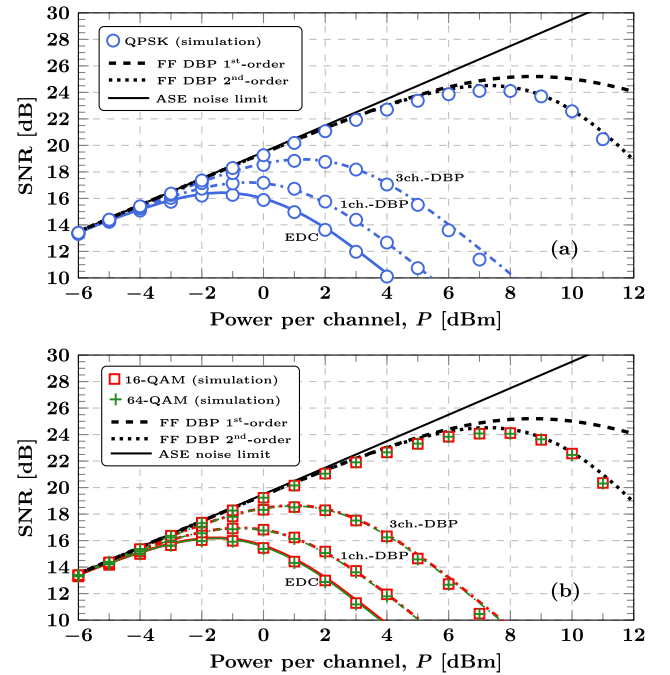 30
28
26
24
22
20
18
16
14
12
10
SNR [dB]
QPSK (simulation)
FF DBP 1st-order
FF DBP 2nd-order
ASE noise limit
3ch.-DBP
1ch.-DBP
EDC
(a)
−6 −4 −2 0 2 4 6 8 10 12
Power per channel, P [dBm]
30
28
26
24
22
20
18
16
14
12
10
SNR [dB]
16-QAM (simulation)
64-QAM (simulation)
FF DBP 1st-order
FF DBP 2nd-order
ASE noise limit
3ch.-DBP
1ch.-DBP
EDC
(b)
−6 −4 −2 0 2 4 6 8 10 12
Power per channel, P [dBm]